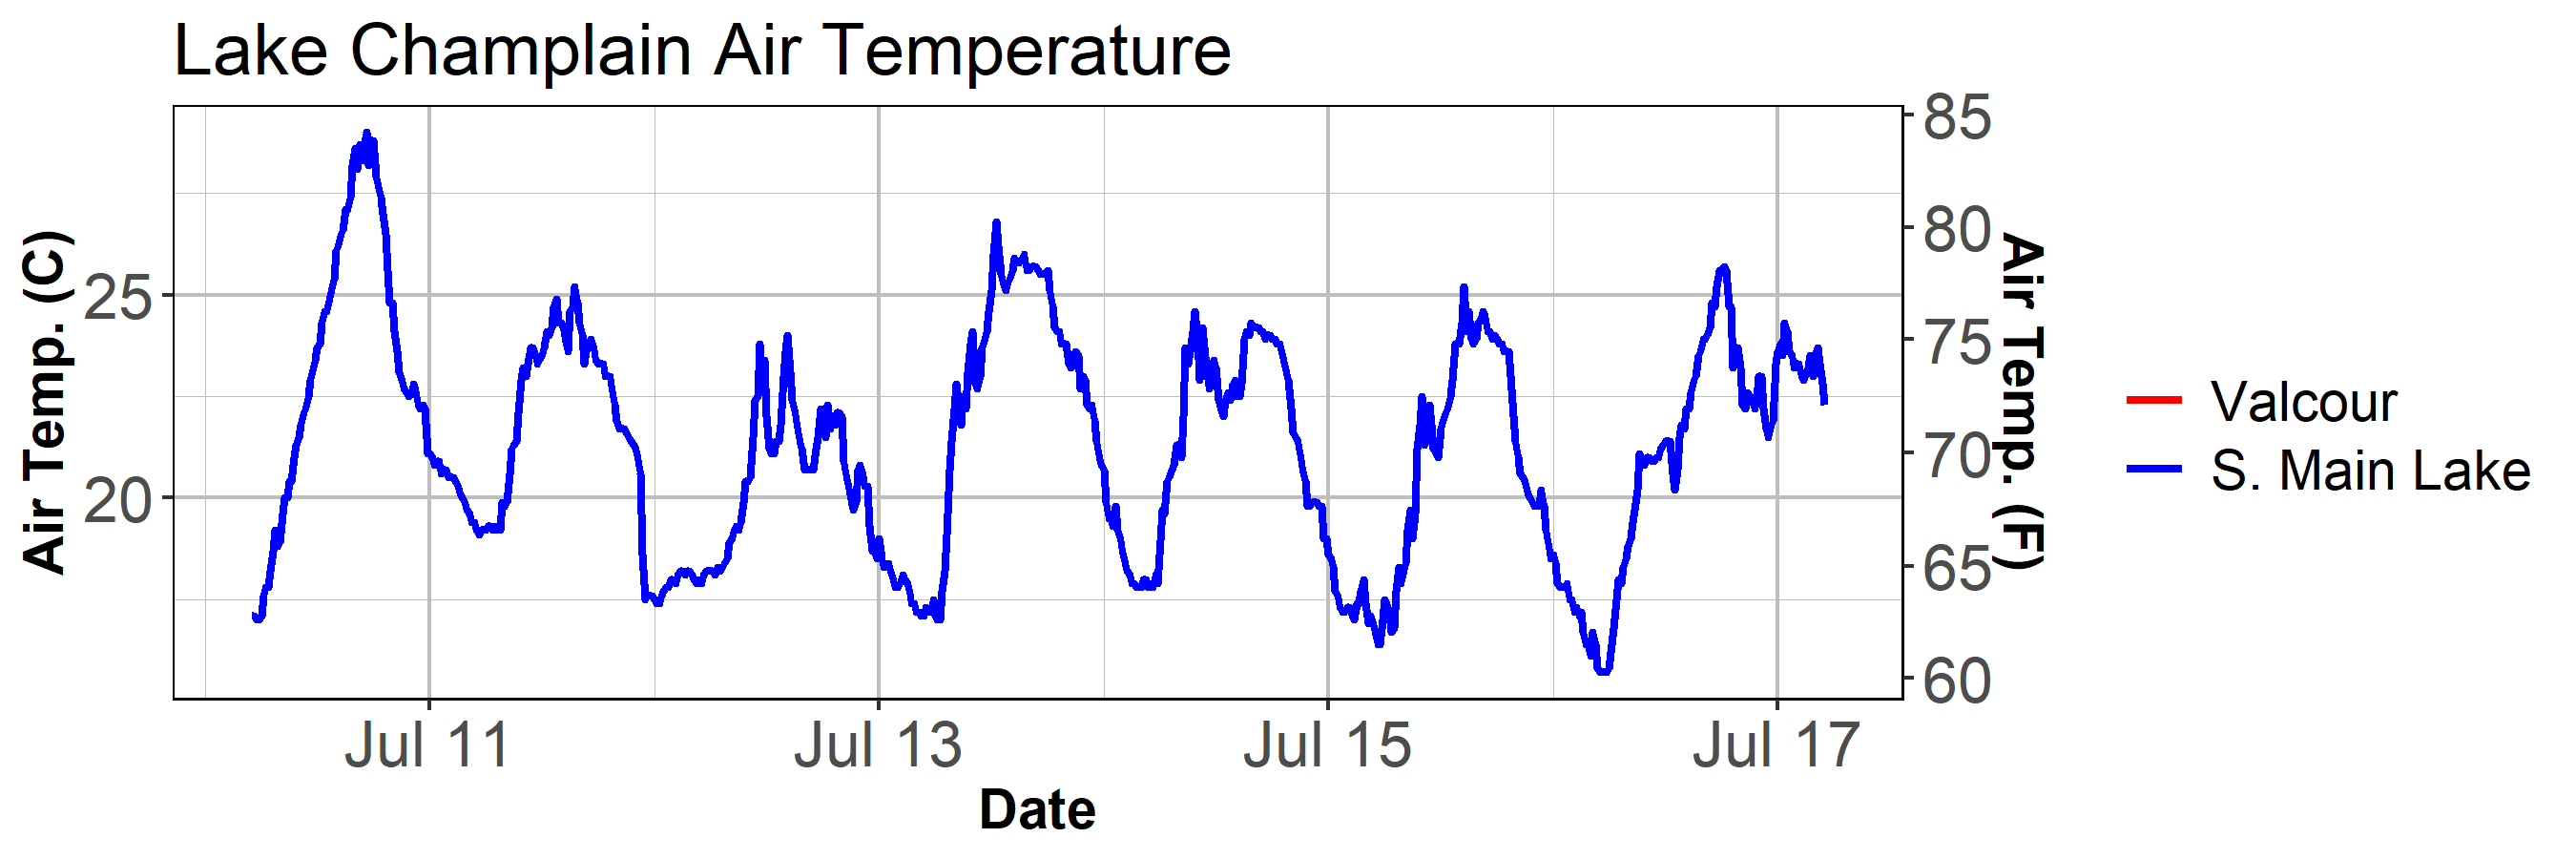 Lake Champlain Air Temperature
Air Temp. (C)
25
20
85
80
75
70
65
60
Air Temp. (F)
Jul 11
Jul 13
Jul 15
Jul 17
Date
Valcour
S. Main Lake